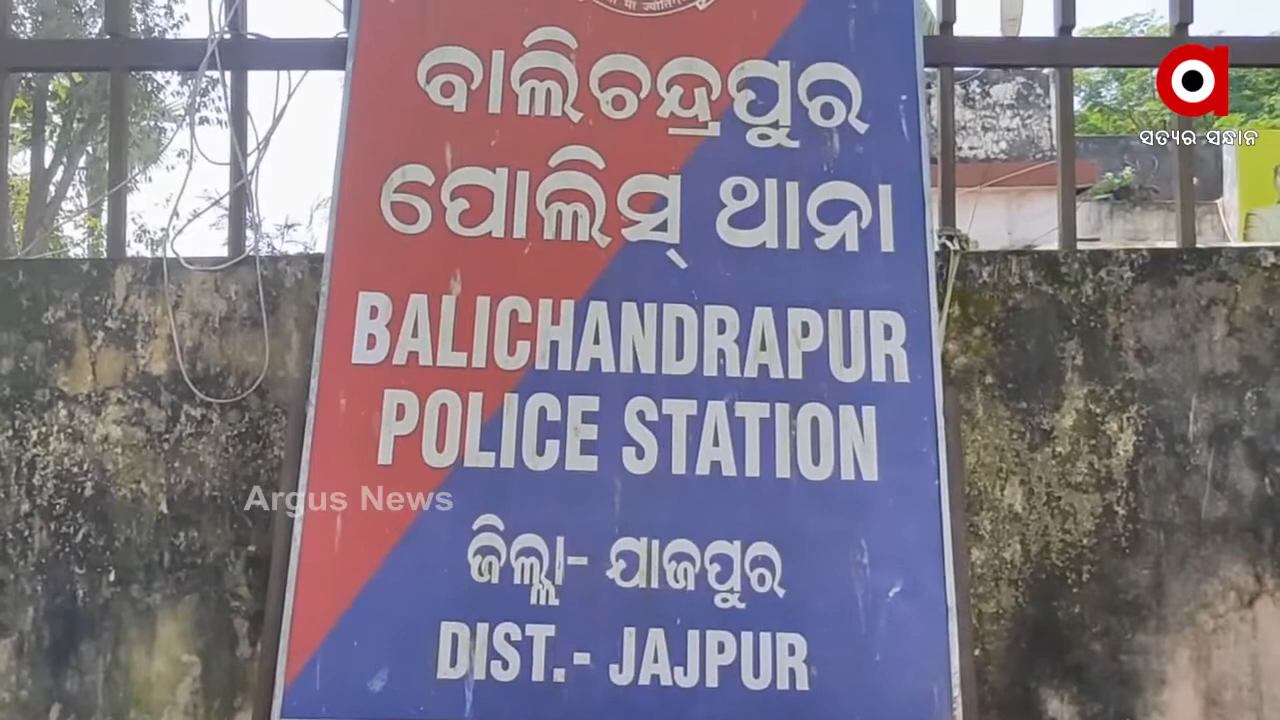 ମା ଜ୍ୟୋତିର୍ଗ
ବାଲିଚନ୍ଦ୍ରପୁର
ପୋଲିସ୍ ଥାନା
BALICHANDRAPUR
POLICE STATION
ଜିଲ୍ଲା- ଯାଜପୁର
DIST.- JAJPUR
Argus News
a
ସତ୍ୟର ସନ୍ଧାନ